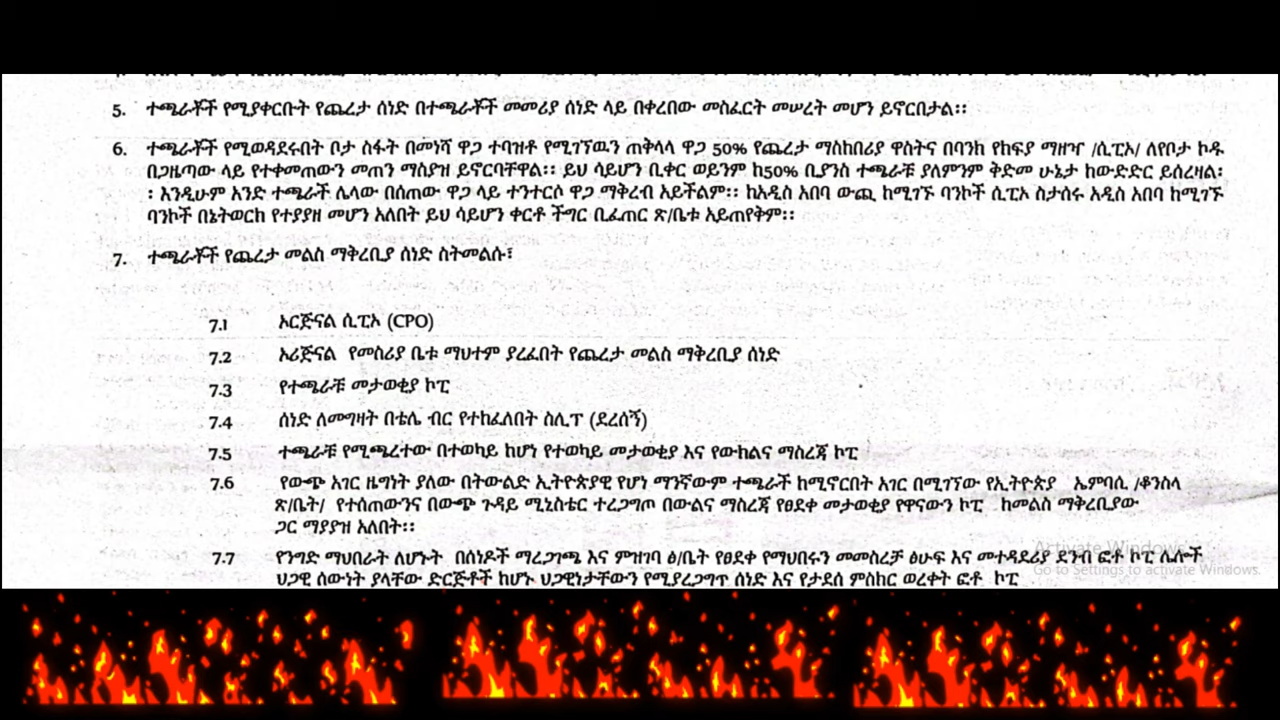 5. ተጫራቾች የሚያቀርቡት የጨረታ ሰነድ በተጫራቾች መመሪያ ሰነድ ላይ በቀረበው መስፈርት መሠረት መሆን ይኖርበታል፡፡
6. ተጫራቾች የሚወዳደሩበት ቦታ ስፋት በመነሻ ዋጋ ተባዝቶ የሚገኘዉን ጠቅላላ ዋጋ 50% የጨረታ ማስከበሪያ ዋስትና በባንክ የክፍያ ማዘዣ /ሲፒኦ/ ለየቦታ ኮዱ
በጋዜጣው ላይ የተቀመጠውን መጠን ማስያዝ ይኖርባቸዋል፡፡ ይህ ሳይሆን ቢቀር ወይንም ከ50% ቢያንስ ተጫራቹ ያለምንም ቅድመ ሁኔታ ከውድድር ይሰረዛል፡
፡ እንዲሁም አንድ ተጫራች ሌላው በሰጠው ዋጋ ላይ ተንተርሶ ዋጋ ማቅረብ አይችልም፡፡ ከአዲስ አበባ ውጪ ከሚገኙ ባንኮች ሲፒኦ ስታሰሩ አዲስ አበባ ከሚገኙ
ባንኮች በኔትወርክ የተያያዘ መሆን አለበት ይህ ሳይሆን ቀርቶ ችግር ቢፈጠር ጽ/ቤቱ አይጠየቅም፡፡
7. ተጫራቾች የጨረታ መልስ ማቅረቢያ ሰነድ ስትመልሱ፣
7.1 ኦርጅናል ሲፒኦ (CPO)
7.2 ኦሪጅናል የመስሪያ ቤቱ ማህተም ያረፈበት የጨረታ መልስ ማቅረቢያ ሰነድ
7.3 የተጫራቹ መታወቂያ ኮፒ
7.4 ሰነድ ለመግዛት በቴሌ ብር የተከፈለበት ስሊፕ (ደረሰኝ)
7.5 ተጫራቹ የሚጫረተው በተወካይ ከሆነ የተወካይ መታወቂያ እና የውክልና ማስረጃ ኮፒ
7.6 የውጭ አገር ዜግነት ያለው በትውልድ ኢትዮጵያዊ የሆነ ማንኛውም ተጫራች ከሚኖርበት አገር በሚገኘው የኢትዮጵያ ኤምባሲ /ቆንስላ
ጽ/ቤት/ የተሰጠውንና በውጭ ጉዳይ ሚኒስቴር ተረጋግጦ በውልና ማስረጃ የፀደቀ መታወቂያ የዋናውን ኮፒ ከመልስ ማቅረቢያው
ጋር ማያያዝ አለበት፡፡
7.7 የንግድ ማህበራት ለሆኑት በሰነዶች ማረጋገጫ እና ምዝገባ ፅ/ቤት የፀደቀ የማህበሩን መመስረቻ ፅሁፍ እና መተዳደሪያ ደንብ ፎቶ ኮፒ ሌሎች
ህጋዊ ሰውነት ያላቸው ድርጅቶች ከሆኑ ህጋዊነታቸውን የሚያረጋግጥ ሰነድ እና የታደሰ ምስክር ወረቀት ፎቶ ኮፒ
Activate Windows
Go to Settings to activate Windows.